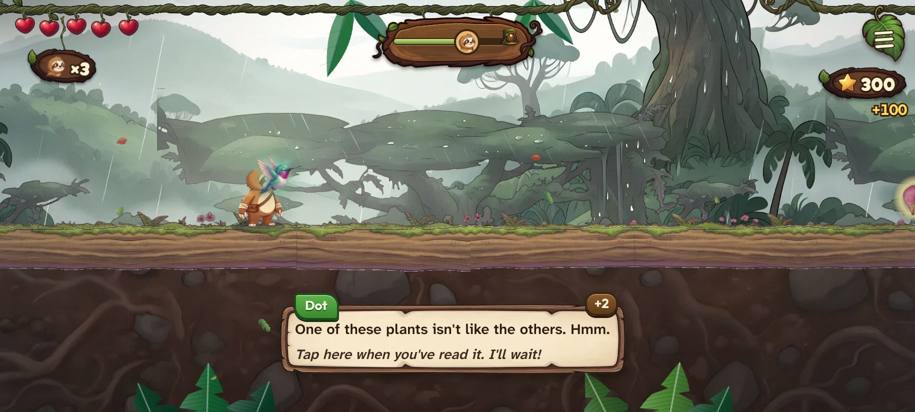 x3
300
+100
Dot
+2
One of these plants isn't like the others. Hmm.
Tap here when you've read it. I'll wait!